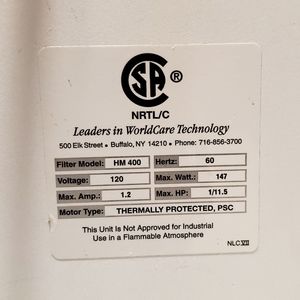 CSA ®
NRTL/C
Leaders in WorldCare Technology
500 Elk Street • Buffalo, NY 14210 • Phone: 716-856-3700
Filter Model: HM 400 Hertz: 60
Voltage: 120 Max. Watt.: 147
Max. Amp.: 1.2 Max. HP: 1/11.5
Motor Type: THERMALLY PROTECTED, PSC
This Unit Is Not Approved for Industrial
Use in a Flammable Atmosphere
NLC VII